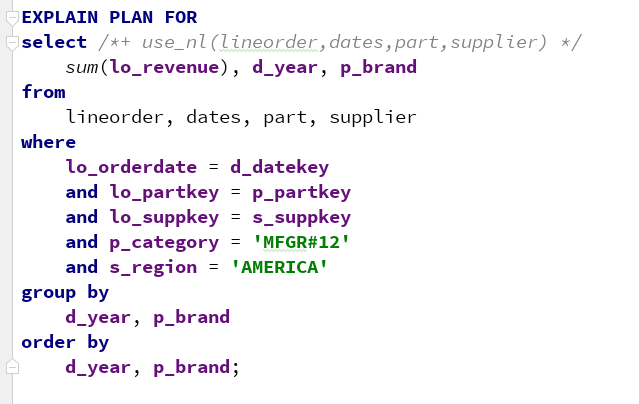 EXPLAIN PLAN FOR
select /*+ use_nl(lineorder,dates,part,supplier) */
    sum(lo_revenue), d_year, p_brand
from
    lineorder, dates, part, supplier
where
    lo_orderdate = d_datekey
    and lo_partkey = p_partkey
    and lo_suppkey = s_suppkey
    and p_category = 'MFGR#12'
    and s_region = 'AMERICA'
group by
    d_year, p_brand
order by
    d_year, p_brand;